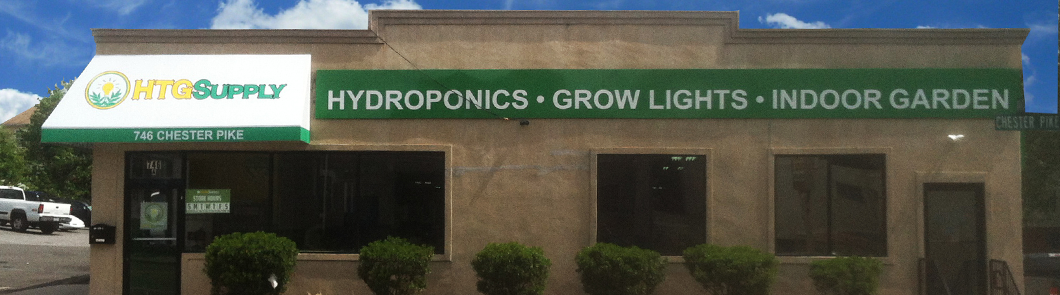 HTGSUPPLY
746 CHESTER PIKE
HYDROPONICS • GROW LIGHTS • INDOOR GARDEN
CHESTER PIKE
746
STORE HOURS
S M T W T F S